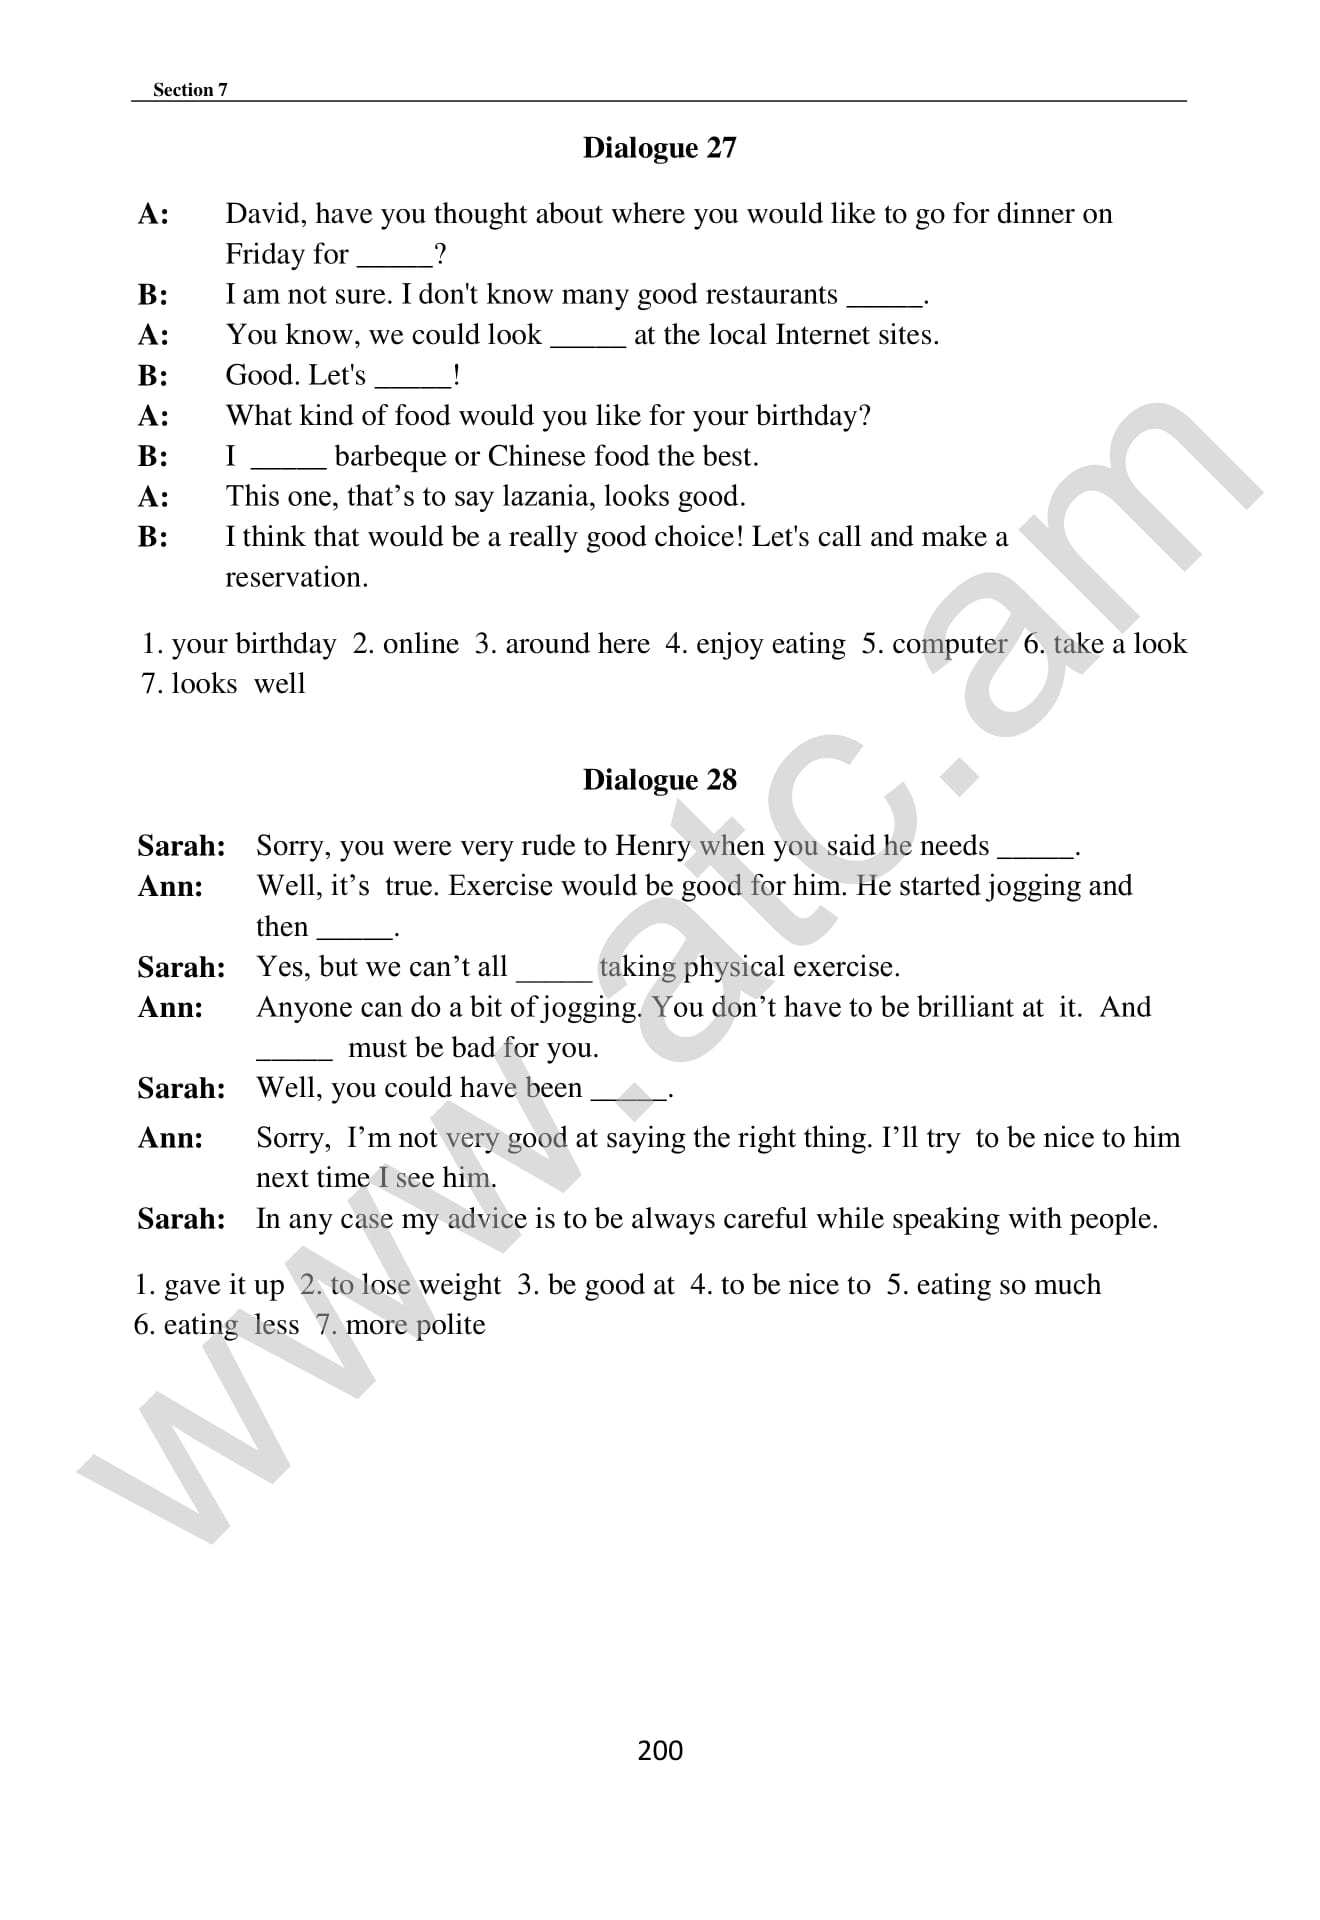 Section 7
Dialogue 27
A: David, have you thought about where you would like to go for dinner on
Friday for _____?
B: I am not sure. I don't know many good restaurants _____.
A: You know, we could look _____ at the local Internet sites.
B: Good. Let's _____!
A: What kind of food would you like for your birthday?
B: I _____ barbeque or Chinese food the best.
A: This one, that’s to say lazania, looks good.
B: I think that would be a really good choice! Let's call and make a
reservation.
1. your birthday 2. online 3. around here 4. enjoy eating 5. computer 6. take a look
7. looks well
Dialogue 28
Sarah: Sorry, you were very rude to Henry when you said he needs _____.
Ann: Well, it’s true. Exercise would be good for him. He started jogging and
then _____.
Sarah: Yes, but we can’t all _____ taking physical exercise.
Ann: Anyone can do a bit of jogging. You don’t have to be brilliant at it. And
_____ must be bad for you.
Sarah: Well, you could have been _____.
Ann: Sorry, I’m not very good at saying the right thing. I’ll try to be nice to him
next time I see him.
Sarah: In any case my advice is to be always careful while speaking with people.
1. gave it up 2. to lose weight 3. be good at 4. to be nice to 5. eating so much
6. eating less 7. more polite
200
www.atc.am